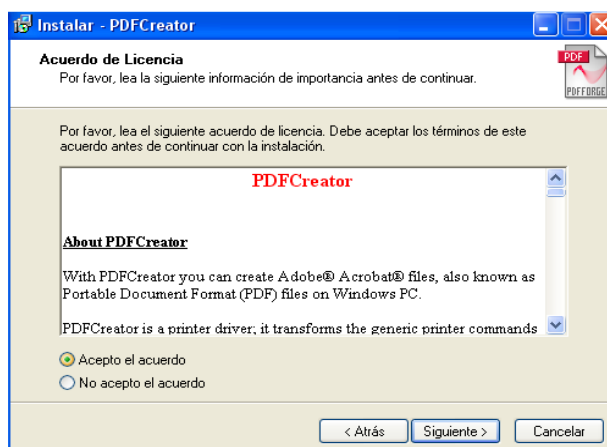 Instalar - PDFCreator
Acuerdo de Licencia
Por favor, lea la siguiente información de importancia antes de continuar.
PDF
PDFFORGE
Por favor, lea el siguiente acuerdo de licencia. Debe aceptar los términos de este
acuerdo antes de continuar con la instalación.
PDFCreator
About PDFCreator
With PDFCreator you can create Adobe® Acrobat® files, also known as
Portable Document Format (PDF) files on Windows PC.
PDFCreator is a printer driver; it transforms the generic printer commands
Acepto el acuerdo
No acepto el acuerdo
< Atrás Siguiente > Cancelar